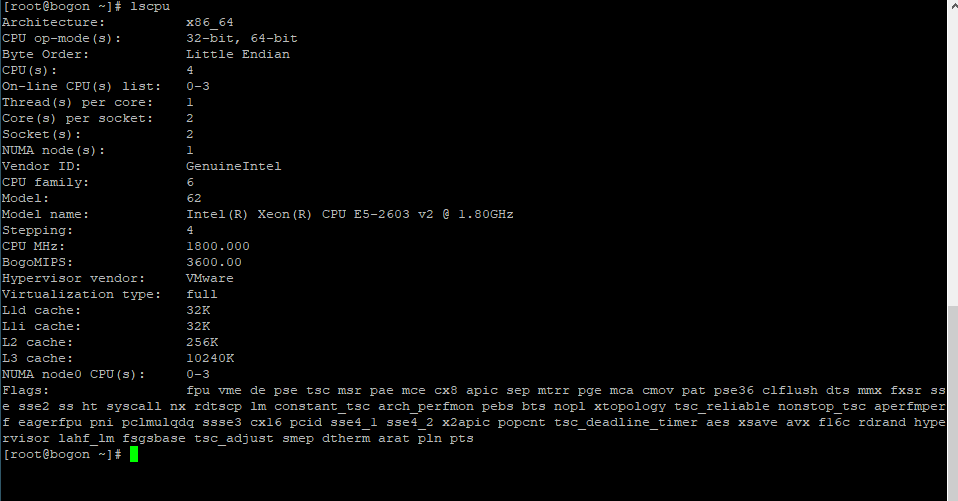 [root@bogon ~]# lscpu
Architecture:          x86_64
CPU op-mode(s):        32-bit, 64-bit
Byte Order:            Little Endian
CPU(s):                4
On-line CPU(s) list:   0-3
Thread(s) per core:    1
Core(s) per socket:    2
Socket(s):             2
NUMA node(s):          1
Vendor ID:             GenuineIntel
CPU family:            6
Model:                 62
Model name:            Intel(R) Xeon(R) CPU E5-2603 v2 @ 1.80GHz
Stepping:              4
CPU MHz:               1800.000
BogoMIPS:              3600.00
Hypervisor vendor:     VMware
Virtualization type:   full
L1d cache:             32K
L1i cache:             32K
L2 cache:              256K
L3 cache:              10240K
NUMA node0 CPU(s):     0-3
Flags:                 fpu vme de pse tsc msr pae mce cx8 apic sep mtrr pge mca cmov pat pse36 clflush dts mmx fxsr ss
e sse2 ss ht syscall nx rdtscp lm constant_tsc arch_perfmon pebs bts nopl xtopology tsc_reliable nonstop_tsc aperfmper
f eagerfpu pni pclmulqdq ssse3 cx16 pcid sse4_1 sse4_2 x2apic popcnt tsc_deadline_timer aes xsave avx f16c rdrand hype
rvisor lahf_lm fsgsbase tsc_adjust smep dtherm arat pln pts
[root@bogon ~]#